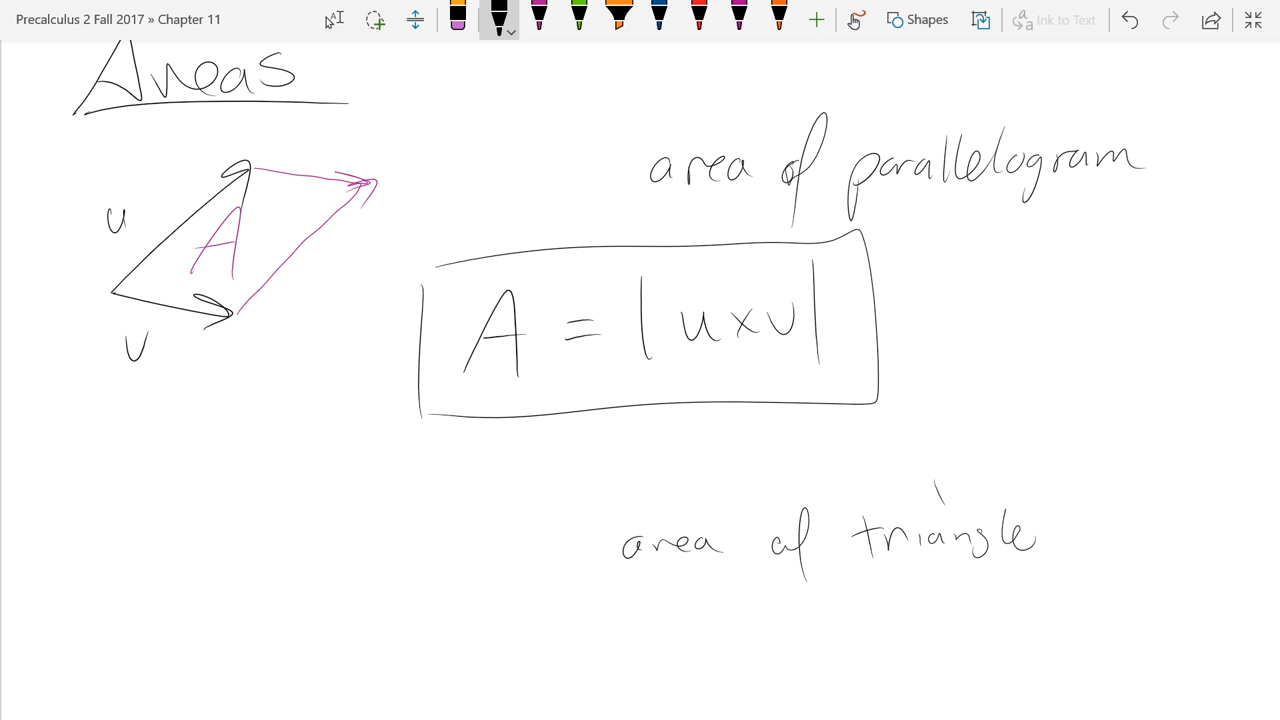 Precalculus 2 Fall 2017 » Chapter 11
Shapes
Ink to Text
Areas
area of parallelogram
u
A
v
A = |u×v|
area of triangle